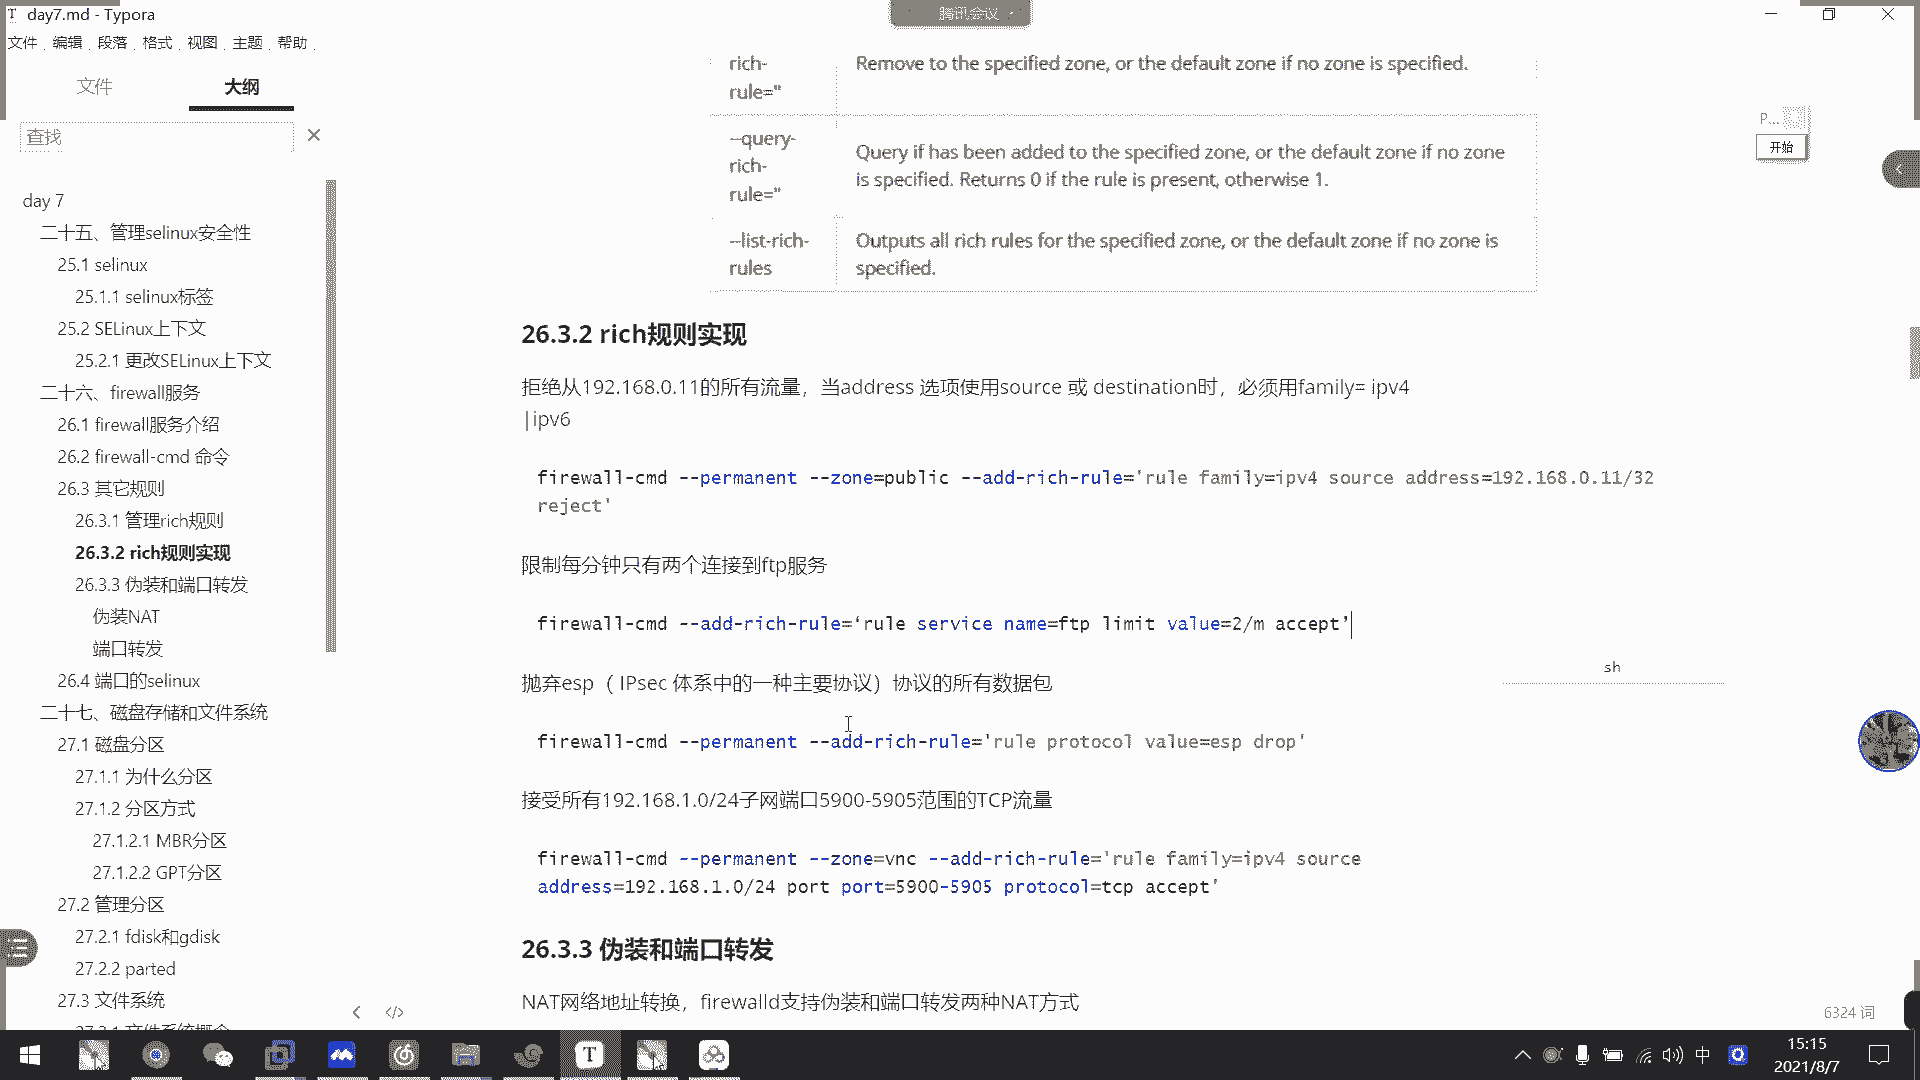 day7.md - Typora
腾讯会议
文件 编辑 段落 格式 视图 主题 帮助
文件 大纲
查找
day 7
二十五、管理selinux安全性
25.1 selinux
25.1.1 selinux标签
25.2 SELinux上下文
25.2.1 更改SELinux上下文
二十六、firewall服务
26.1 firewall服务介绍
26.2 firewall-cmd 命令
26.3 其它规则
26.3.1 管理rich规则
26.3.2 rich规则实现
26.3.3 伪装和端口转发
伪装NAT
端口转发
26.4 端口的selinux
二十七、磁盘存储和文件系统
27.1 磁盘分区
27.1.1 为什么分区
27.1.2 分区方式
27.1.2.1 MBR分区
27.1.2.2 GPT分区
27.2 管理分区
27.2.1 fdisk和gdisk
27.2.2 parted
27.3 文件系统
27.3.1 文件系统概念
rich-
rule=''
Remove to the specified zone, or the default zone if no zone is specified.
--query-
rich-
rule=''
Query if has been added to the specified zone, or the default zone if no zone
is specified. Returns 0 if the rule is present, otherwise 1.
--list-rich-
rules
Outputs all rich rules for the specified zone, or the default zone if no zone is
specified.
26.3.2 rich规则实现
拒绝从192.168.0.11的所有流量，当address 选项使用source 或 destination时，必须用family= ipv4
|ipv6
firewall-cmd --permanent --zone=public --add-rich-rule='rule family=ipv4 source address=192.168.0.11/32
reject'
限制每分钟只有两个连接到ftp服务
firewall-cmd --add-rich-rule=‘rule service name=ftp limit value=2/m accept’
sh
抛弃esp（ IPsec 体系中的一种主要协议）协议的所有数据包
firewall-cmd --permanent --add-rich-rule='rule protocol value=esp drop'
接受所有192.168.1.0/24子网端口5900-5905范围的TCP流量
firewall-cmd --permanent --zone=vnc --add-rich-rule='rule family=ipv4 source
address=192.168.1.0/24 port port=5900-5905 protocol=tcp accept'
26.3.3 伪装和端口转发
NAT网络地址转换，firewalld支持伪装和端口转发两种NAT方式
P...
开始
6324 词
中
15:15
2021/8/7